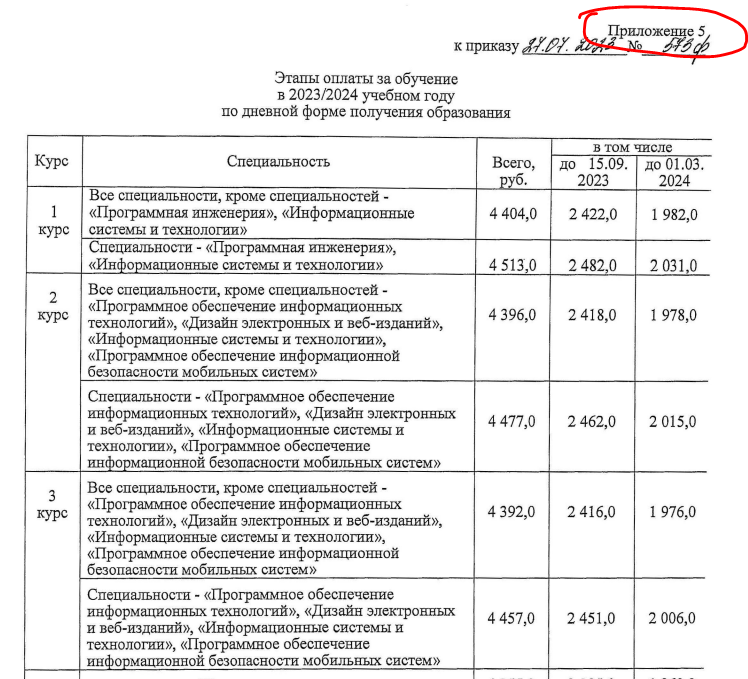 Приложение 5
к приказу 27.07. 2023 № 573ф
Этапы оплаты за обучение
в 2023/2024 учебном году
по дневной форме получения образования
Курс
Специальность
Всего, руб.
в том числе
до 15.09. 2023
до 01.03. 2024
1 курс
Все специальности, кроме специальностей -
«Программная инженерия», «Информационные
системы и технологии»
4 404,0
2 422,0
1 982,0
Специальности - «Программная инженерия»,
«Информационные системы и технологии»
4 513,0
2 482,0
2 031,0
2 курс
Все специальности, кроме специальностей -
«Программное обеспечение информационных
технологий», «Дизайн электронных и веб-изданий»,
«Информационные системы и технологии»,
«Программное обеспечение информационной
безопасности мобильных систем»
4 396,0
2 418,0
1 978,0
Специальности - «Программное обеспечение
информационных технологий», «Дизайн электронных
и веб-изданий», «Информационные системы и
технологии», «Программное обеспечение
информационной безопасности мобильных систем»
4 477,0
2 462,0
2 015,0
3 курс
Все специальности, кроме специальностей -
«Программное обеспечение информационных
технологий», «Дизайн электронных и веб-изданий»,
«Информационные системы и технологии»,
«Программное обеспечение информационной
безопасности мобильных систем»
4 392,0
2 416,0
1 976,0
Специальности - «Программное обеспечение
информационных технологий», «Дизайн электронных
и веб-изданий», «Информационные системы и
технологии», «Программное обеспечение
информационной безопасности мобильных систем»
4 457,0
2 451,0
2 006,0